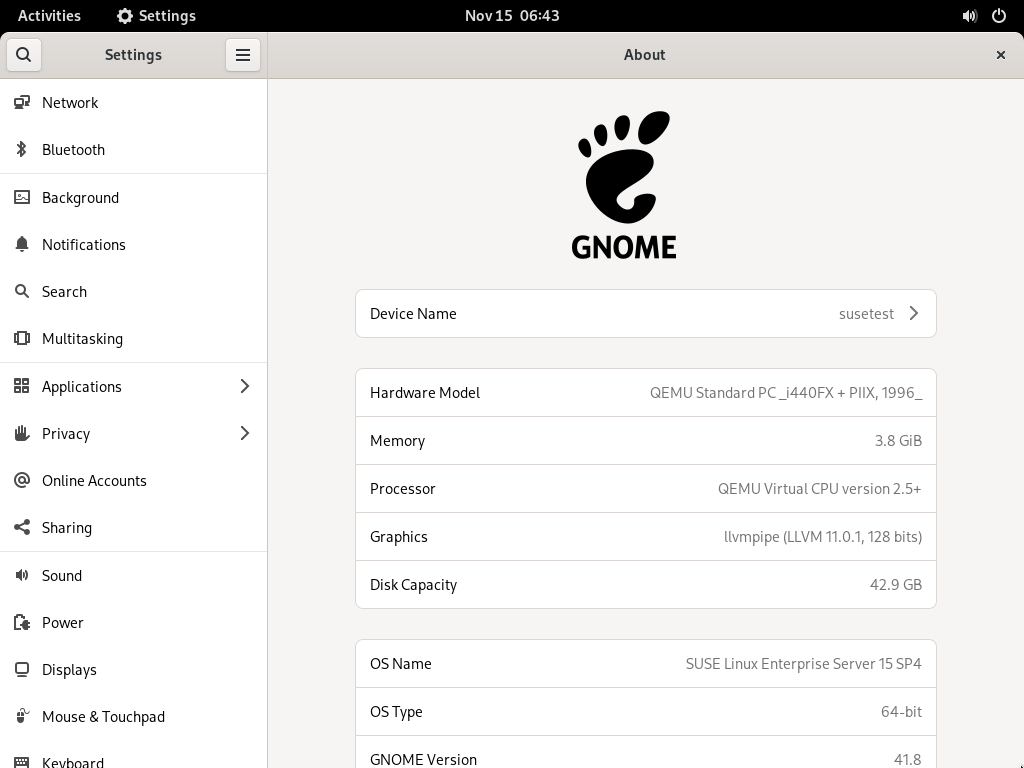 Activities Settings Nov 15 06:43
Settings About
Network
Bluetooth
Background
Notifications
Search
Multitasking
Applications
Privacy
Online Accounts
Sharing
Sound
Power
Displays
Mouse & Touchpad
Keyboard
GNOME
Device Name susetest
Hardware Model QEMU Standard PC _i440FX + PIIX, 1996_
Memory 3.8 GiB
Processor QEMU Virtual CPU version 2.5+
Graphics llvmpipe (LLVM 11.0.1, 128 bits)
Disk Capacity 42.9 GB
OS Name SUSE Linux Enterprise Server 15 SP4
OS Type 64-bit
GNOME Version 41.8